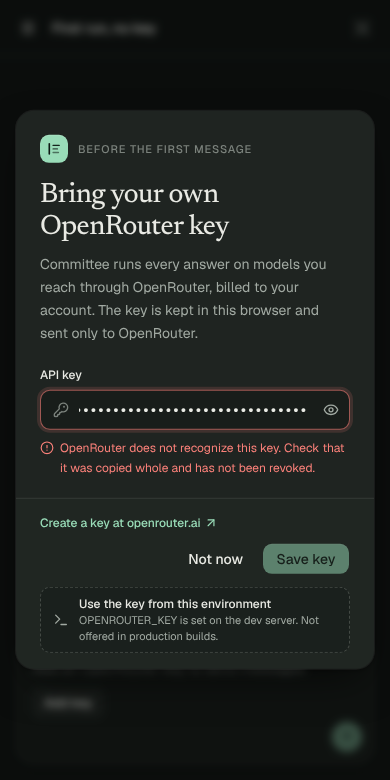 First run, no key
BEFORE THE FIRST MESSAGE
Bring your own
OpenRouter key
Committee runs every answer on models you
reach through OpenRouter, billed to your
account. The key is kept in this browser and
sent only to OpenRouter.
API key
OpenRouter does not recognize this key. Check that
it was copied whole and has not been revoked.
Create a key at openrouter.ai ↗
Not now
Save key
Use the key from this environment
OPENROUTER_KEY is set on the dev server. Not
offered in production builds.